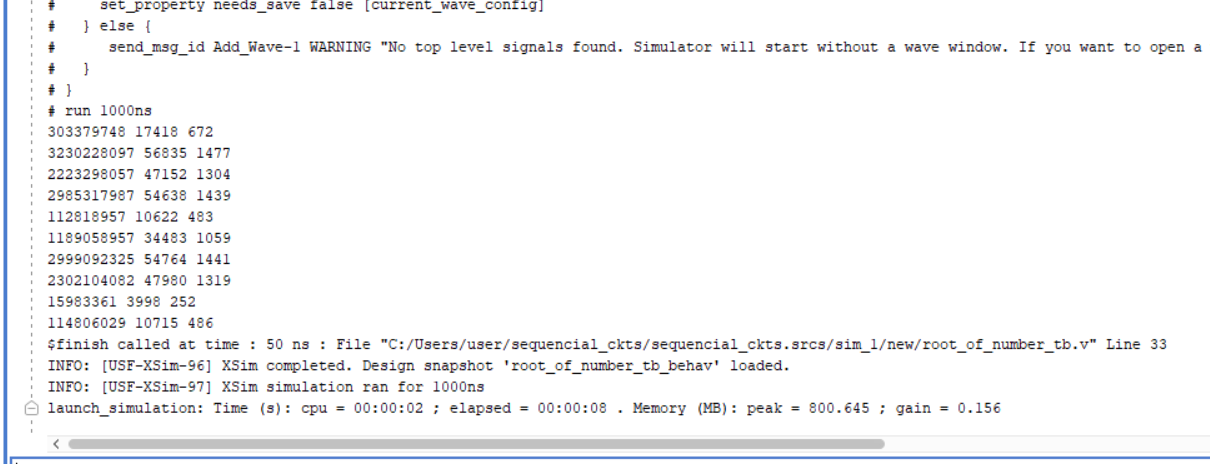 #     set_property needs_save false [current_wave_config]
#   } else {
#      send_msg_id Add_Wave-1 WARNING "No top level signals found. Simulator will start without a wave window. If you want to open a
#   }
# }
# run 1000ns
303379748 17418 672
3230228097 56835 1477
2223298057 47152 1304
2985317987 54638 1439
112818957 10622 483
1189058957 34483 1059
2999092325 54764 1441
2302104082 47980 1319
15983361 3998 252
114806029 10715 486
$finish called at time : 50 ns : File "C:/Users/user/sequencial_ckts/sequencial_ckts.srcs/sim_1/new/root_of_number_tb.v" Line 33
INFO: [USF-XSim-96] XSim completed. Design snapshot 'root_of_number_tb_behav' loaded.
INFO: [USF-XSim-97] XSim simulation ran for 1000ns
launch_simulation: Time (s): cpu = 00:00:02 ; elapsed = 00:00:08 . Memory (MB): peak = 800.645 ; gain = 0.156